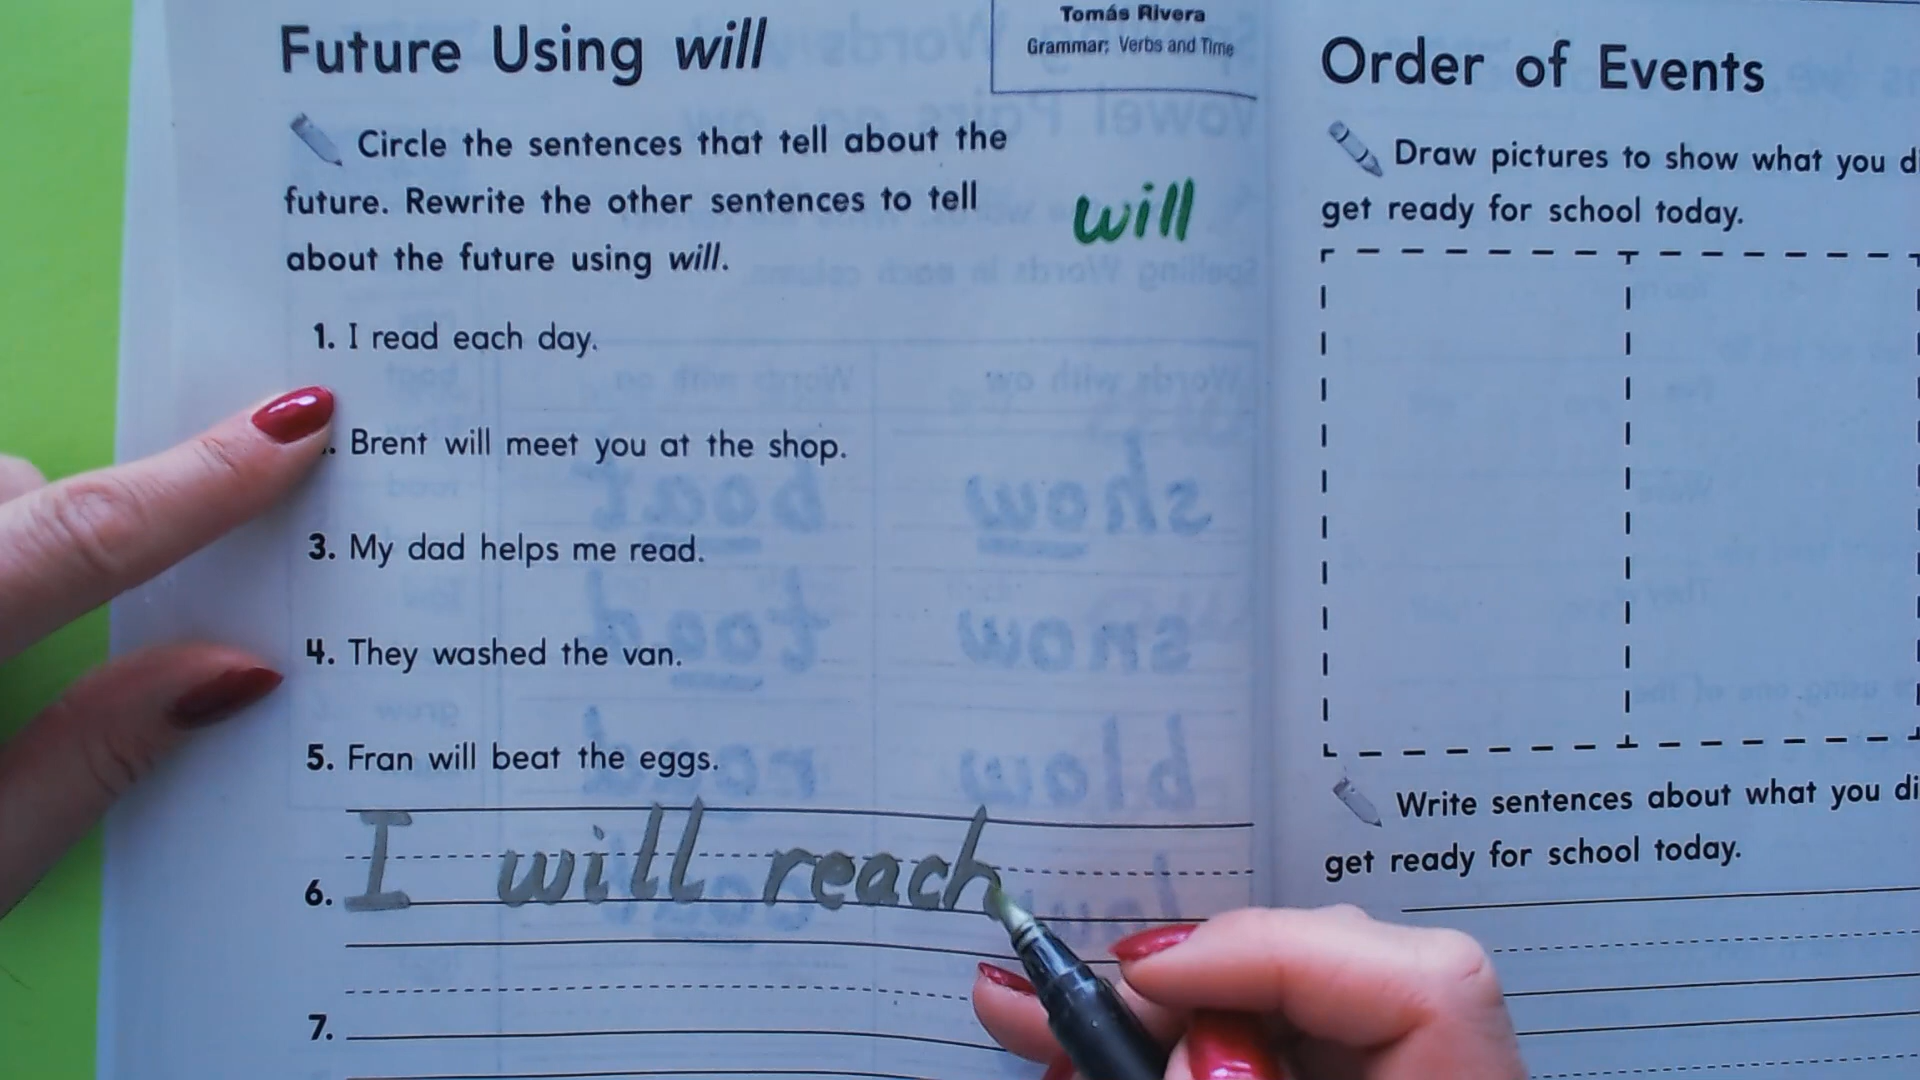 Future Using will
Tomás Rivera
Grammar: Verbs and Time
Circle the sentences that tell about the
future. Rewrite the other sentences to tell
about the future using will.
will
1. I read each day.
. Brent will meet you at the shop.
3. My dad helps me read.
4. They washed the van.
5. Fran will beat the eggs.
6. I will reach
7.
Order of Events
Draw pictures to show what you
get ready for school today.
Write sentences about what you
get ready for school today.